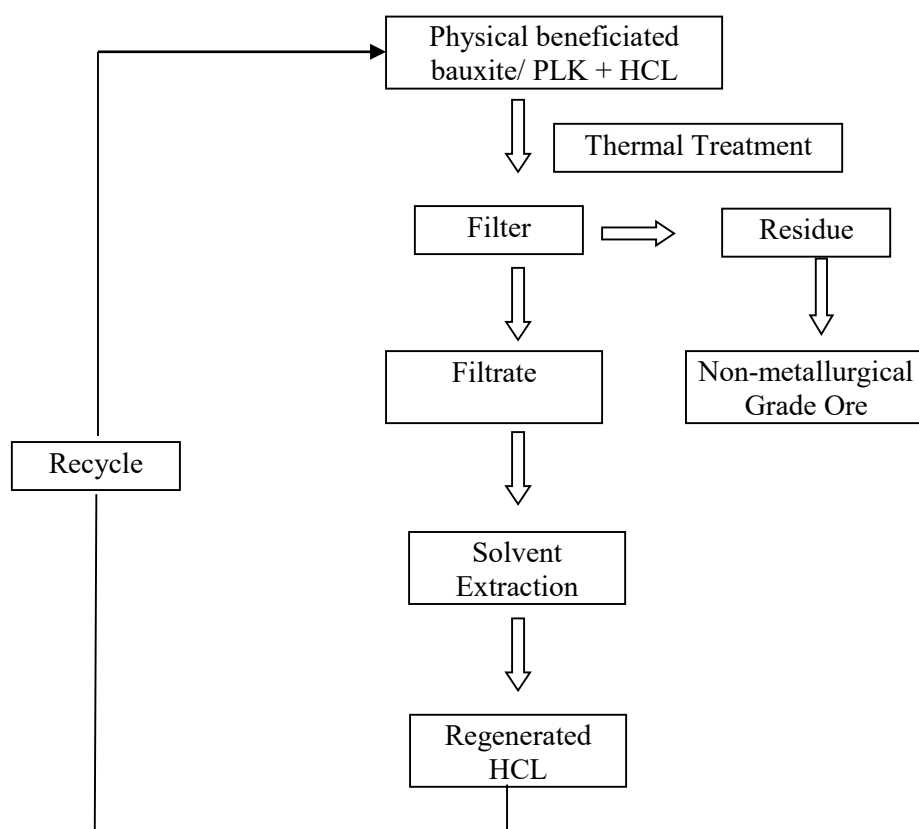 Physical beneficiated
bauxite/ PLK + HCL
Thermal Treatment
Filter
Residue
Filtrate
Non-metallurgical
Grade Ore
Recycle
Solvent
Extraction
Regenerated
HCL